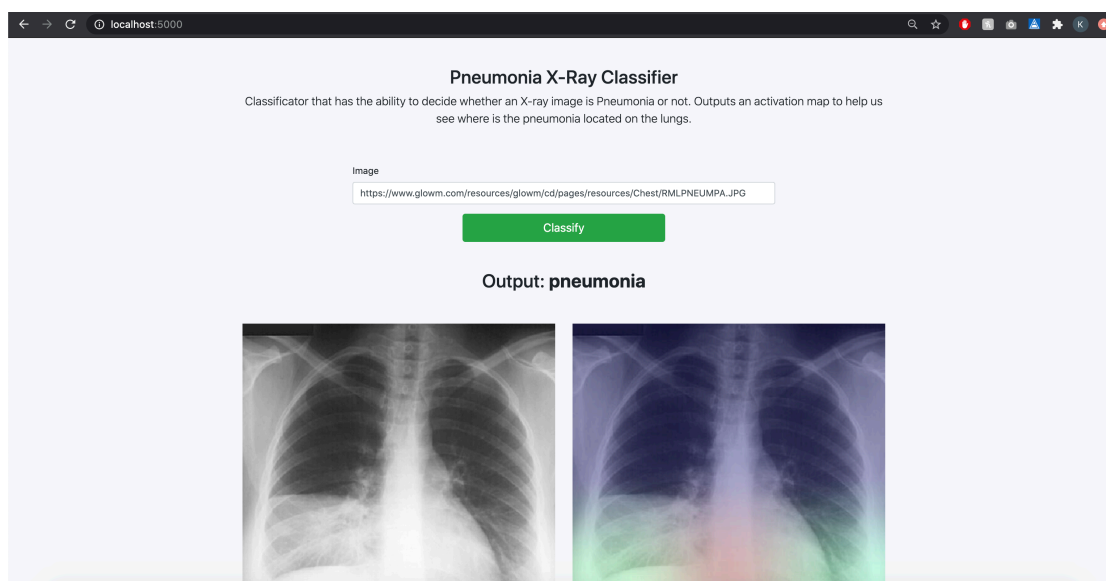 localhost:5000
K
Pneumonia X-Ray Classifier
Classificator that has the ability to decide whether an X-ray image is Pneumonia or not. Outputs an activation map to help us
see where is the pneumonia located on the lungs.
Image
https://www.glowm.com/resources/glowm/cd/pages/resources/Chest/RMLPNEUMPA.JPG
Classify
Output: pneumonia